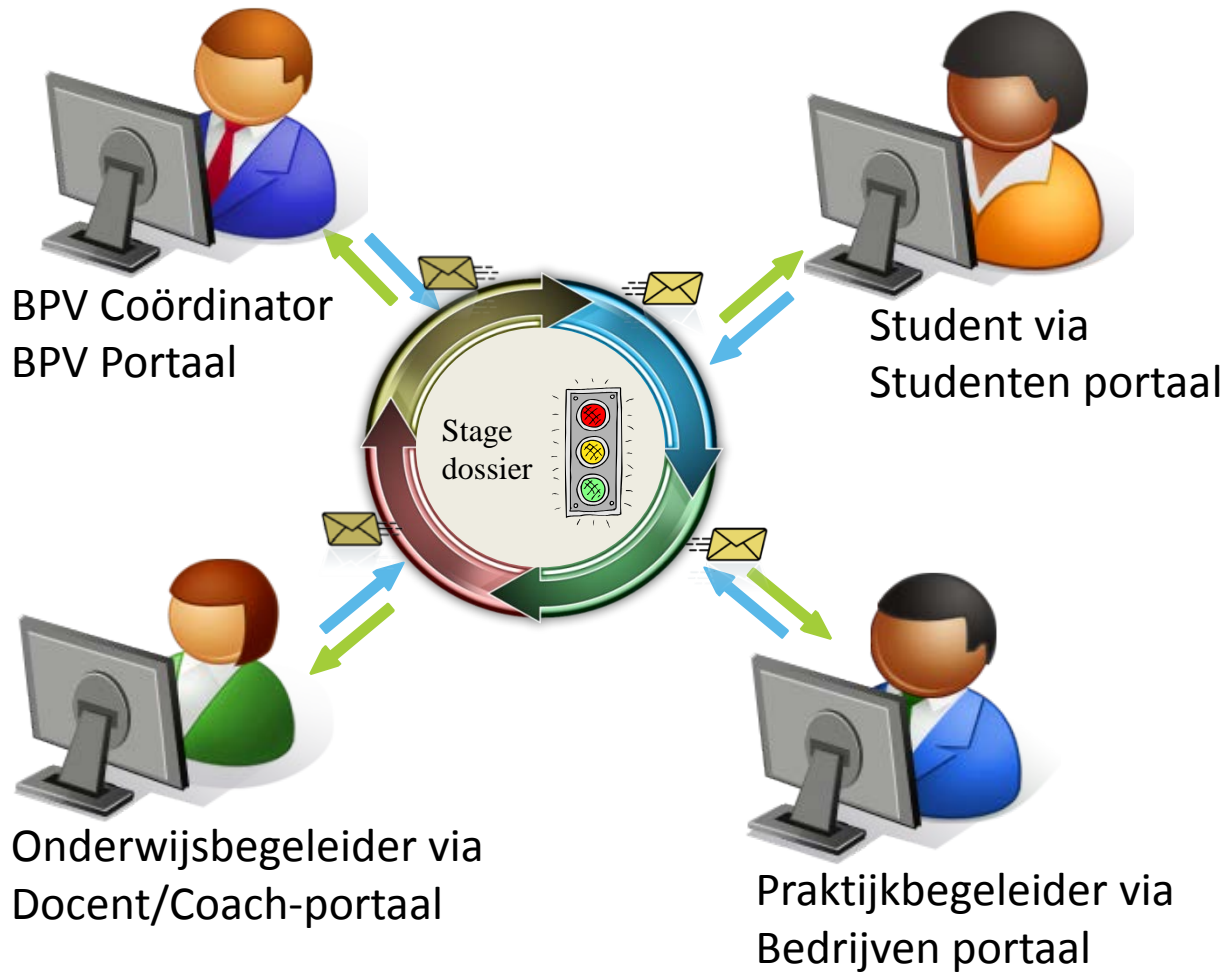 BPV Coördinator
BPV Portaal
Student via
Studenten portaal
Stage
dossier
Onderwijsbegeleider via
Docent/Coach-portaal
Praktijkbegeleider via
Bedrijven portaal